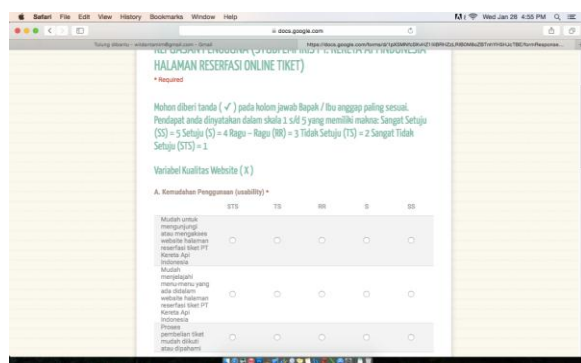 Safari File Edit View History Bookmarks Window Help
Wed Jan 28 4:55 PM
docs.google.com
HALAMAN RESERFASI ONLINE TIKET)
* Required
Mohon diberi tanda ( ✓ ) pada kolom jawab Bapak / Ibu anggap paling sesuai.
Pendapat anda dinyatakan dalam skala 1 s/d 5 yang memiliki makna: Sangat Setuju
(SS) = 5 Setuju (S) = 4 Ragu – Ragu (RR) = 3 Tidak Setuju (TS) = 2 Sangat Tidak
Setuju (STS) = 1
Variabel Kualitas Website ( X )
A. Kemudahan Penggunaan (usability) *
STS TS RR S SS
Mudah untuk
mengunjungi
atau mengakses
website halaman
reserfasi tiket PT
Kereta Api
Indonesia
Mudah
menjelajahi
menu-menu yang
ada didalam
website halaman
reserfasi tiket PT
Kereta Api
Indonesia
Proses
pembelian tiket
mudah diikuti
atau dipahami